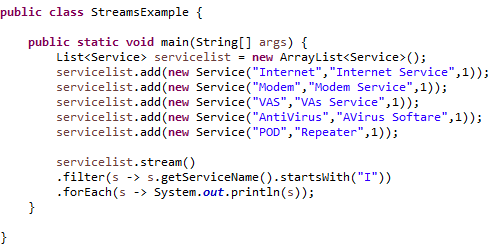 public class StreamsExample {
public static void main(String[] args) {
List<Service> servicelist = new ArrayList<Service>();
servicelist.add(new Service("Internet","Internet Service",1));
servicelist.add(new Service("Modem","Modem Service",1));
servicelist.add(new Service("VAS","VAs Service",1));
servicelist.add(new Service("AntiVirus","AVirus Softare",1));
servicelist.add(new Service("POD","Repeater",1));
servicelist.stream()
.filter(s -> s.getServiceName().startsWith("I"))
.forEach(s -> System.out.println(s));
}
}